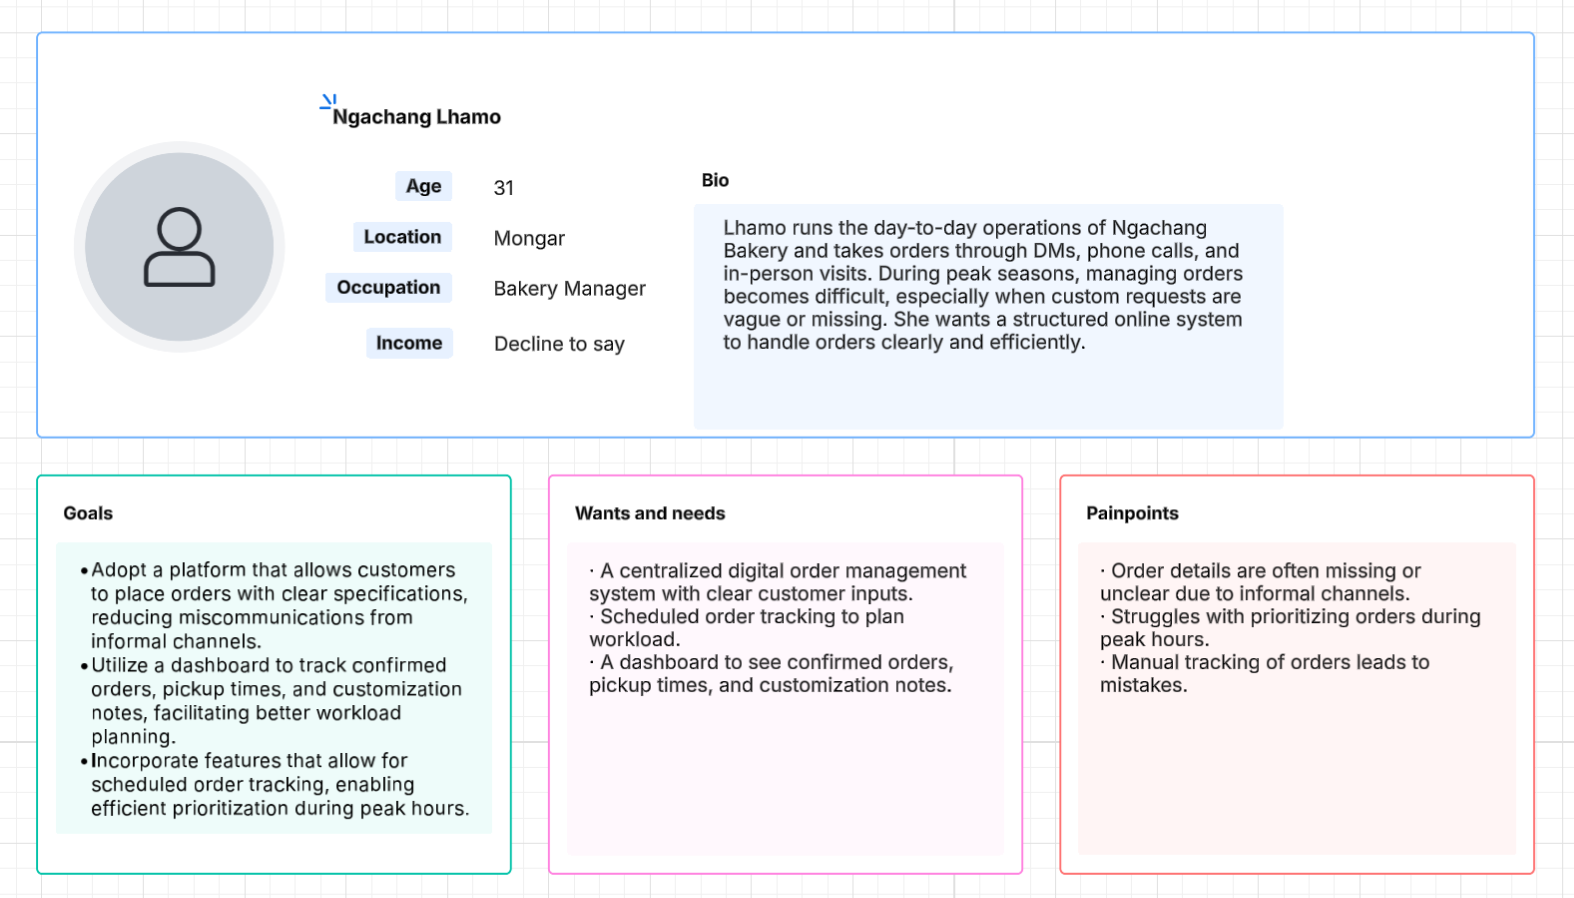 Ngachang Lhamo
Age
31
Location
Mongar
Occupation
Bakery Manager
Income
Decline to say
Bio
Lhamo runs the day-to-day operations of Ngachang
Bakery and takes orders through DMs, phone calls, and
in-person visits. During peak seasons, managing orders
becomes difficult, especially when custom requests are
vague or missing. She wants a structured online system
to handle orders clearly and efficiently.
Goals
•Adopt a platform that allows customers
to place orders with clear specifications,
reducing miscommunications from
informal channels.
•Utilize a dashboard to track confirmed
orders, pickup times, and customization
notes, facilitating better workload
planning.
•Incorporate features that allow for
scheduled order tracking, enabling
efficient prioritization during peak hours.
Wants and needs
· A centralized digital order management
system with clear customer inputs.
· Scheduled order tracking to plan
workload.
· A dashboard to see confirmed orders,
pickup times, and customization notes.
Painpoints
· Order details are often missing or
unclear due to informal channels.
· Struggles with prioritizing orders during
peak hours.
· Manual tracking of orders leads to
mistakes.